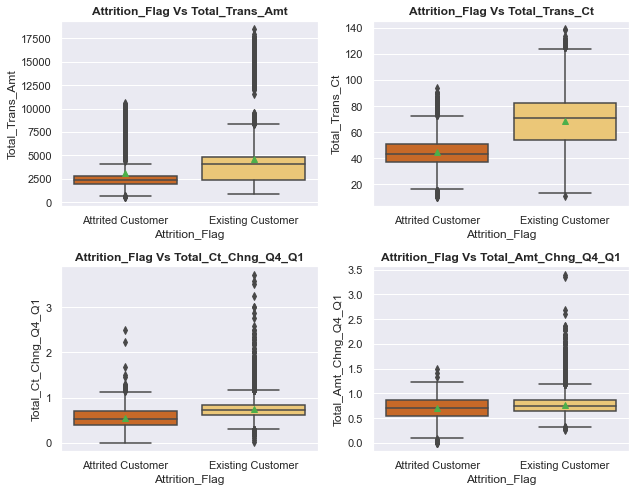 Attrition_Flag Vs Total_Trans_Amt
Total_Trans_Amt
17500
15000
12500
10000
7500
5000
2500
0
Attrited Customer Existing Customer
Attrition_Flag
Attrition_Flag Vs Total_Trans_Ct
Total_Trans_Ct
140
120
100
80
60
40
20
Attrited Customer Existing Customer
Attrition_Flag
Attrition_Flag Vs Total_Ct_Chng_Q4_Q1
Total_Ct_Chng_Q4_Q1
3
2
1
0
Attrited Customer Existing Customer
Attrition_Flag
Attrition_Flag Vs Total_Amt_Chng_Q4_Q1
Total_Amt_Chng_Q4_Q1
3.5
3.0
2.5
2.0
1.5
1.0
0.5
0.0
Attrited Customer Existing Customer
Attrition_Flag